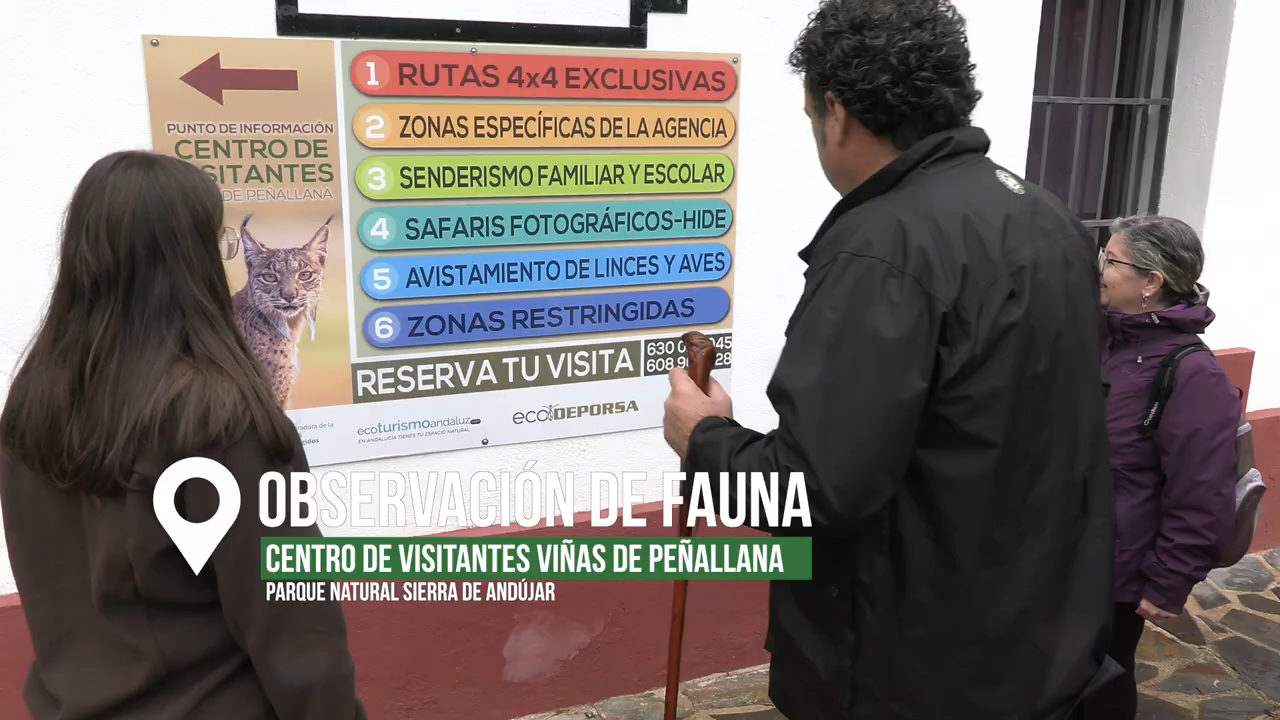 PUNTO DE INFORMACIÓN
CENTRO DE
SITANTES
DE PEÑALLANA
1 RUTAS 4x4 EXCLUSIVAS
2 ZONAS ESPECÍFICAS DE LA AGENCIA
3 SENDERISMO FAMILIAR Y ESCOLAR
4 SAFARIS FOTOGRÁFICOS-HIDE
5 AVISTAMIENTO DE LINCES Y AVES
6 ZONAS RESTRINGIDAS
RESERVA TU VISITA
630
608
ecoturismoandaluz
EN ANDALUCÍA TIENES TU ESPACIO NATURAL
ecoDEPORSA
OBSERVACIÓN DE FAUNA
CENTRO DE VISITANTES VIÑAS DE PEÑALLANA
PARQUE NATURAL SIERRA DE ANDÚJAR